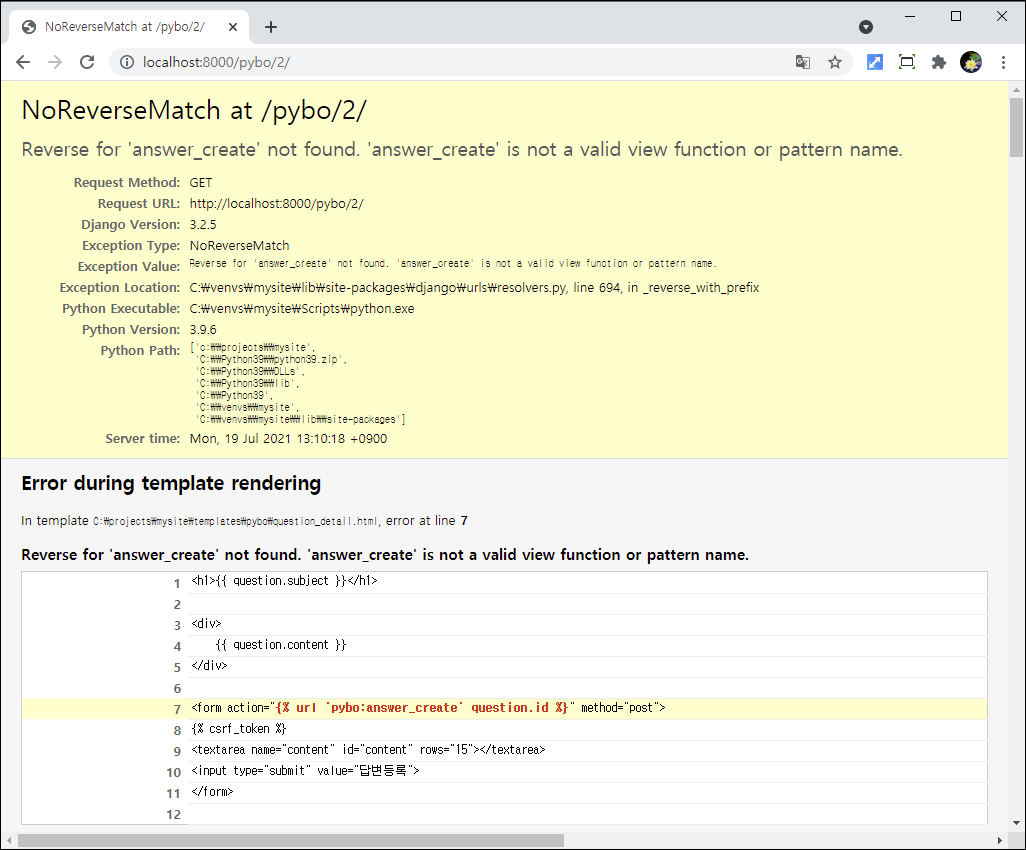 NoReverseMatch at /pybo/2/
localhost:8000/pybo/2/
NoReverseMatch at /pybo/2/
Reverse for 'answer_create' not found. 'answer_create' is not a valid view function or pattern name.
Request Method: GET
Request URL: http://localhost:8000/pybo/2/
Django Version: 3.2.5
Exception Type: NoReverseMatch
Exception Value: Reverse for 'answer_create' not found. 'answer_create' is not a valid view function or pattern name.
Exception Location: C:₩venvs₩mysite₩lib₩site-packages₩django₩urls₩resolvers.py, line 694, in _reverse_with_prefix
Python Executable: C:₩venvs₩mysite₩Scripts₩python.exe
Python Version: 3.9.6
Python Path: ['c:₩₩projects₩₩mysite',
'C:₩₩Python39₩₩python39.zip',
'C:₩₩Python39₩₩DLLs',
'C:₩₩Python39₩₩lib',
'C:₩₩Python39',
'C:₩₩venvs₩₩mysite',
'C:₩₩venvs₩₩mysite₩₩lib₩₩site-packages']
Server time: Mon, 19 Jul 2021 13:10:18 +0900
Error during template rendering
In template C:₩projects₩mysite₩templates₩pybo₩question_detail.html, error at line 7
Reverse for 'answer_create' not found. 'answer_create' is not a valid view function or pattern name.
1 <h1>{{ question.subject }}</h1>
2
3 <div>
4 {{ question.content }}
5 </div>
6
7 <form action="{% url 'pybo:answer_create' question.id %}" method="post">
8 {% csrf_token %}
9 <textarea name="content" id="content" rows="15"></textarea>
10 <input type="submit" value="답변등록">
11 </form>
12